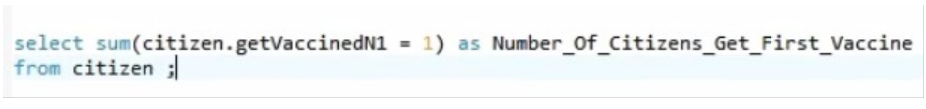 select sum(citizen.getVaccinedN1 = 1) as Number_Of_Citizens_Get_First_Vaccine
from citizen ;